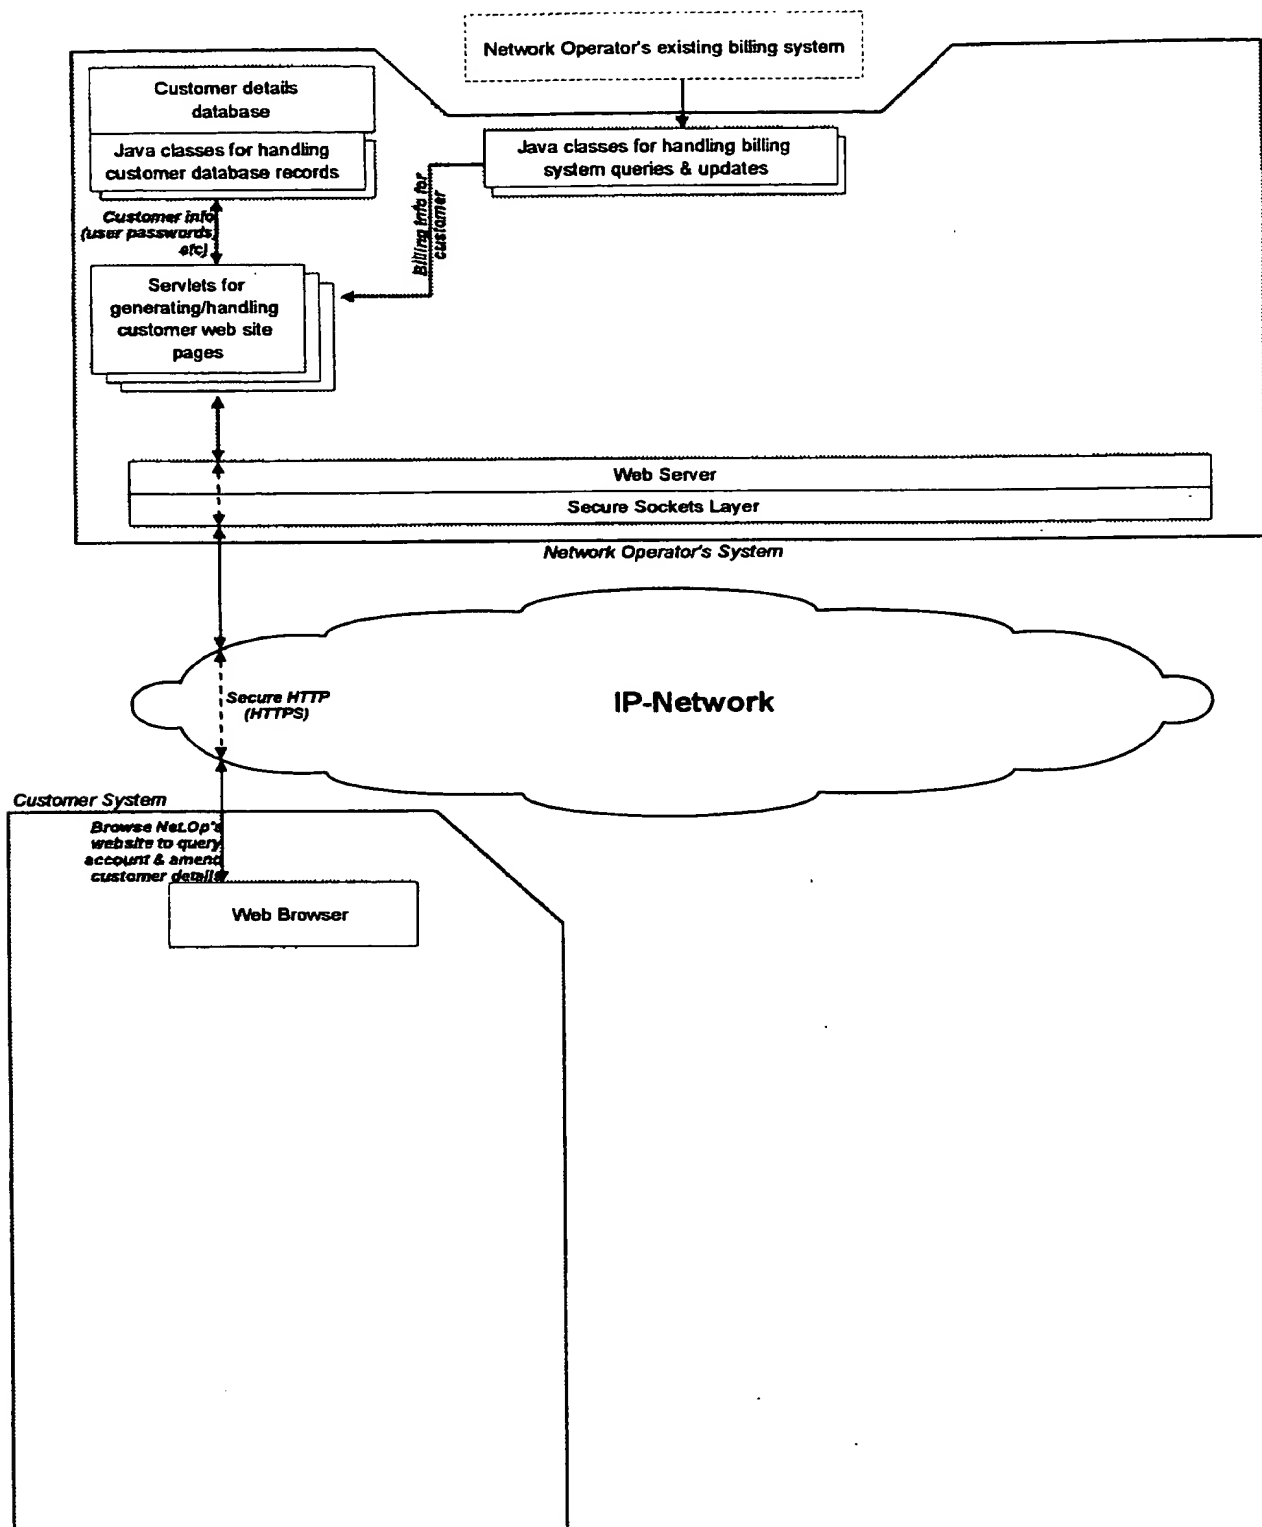 Network Operator's existing billing system
Customer details
database
Java classes for handling
customer database records
Java classes for handling billing
system queries & updates
Customer info
(user passwords,
etc)
Billing info for
customer
Servlets for
generating/handling
customer web site
pages
Web Server
Secure Sockets Layer
Network Operator's System
Secure HTTP
(HTTPS)
IP-Network
Customer System
Browse Net.Op's
website to query
account & amend
customer details
Web Browser